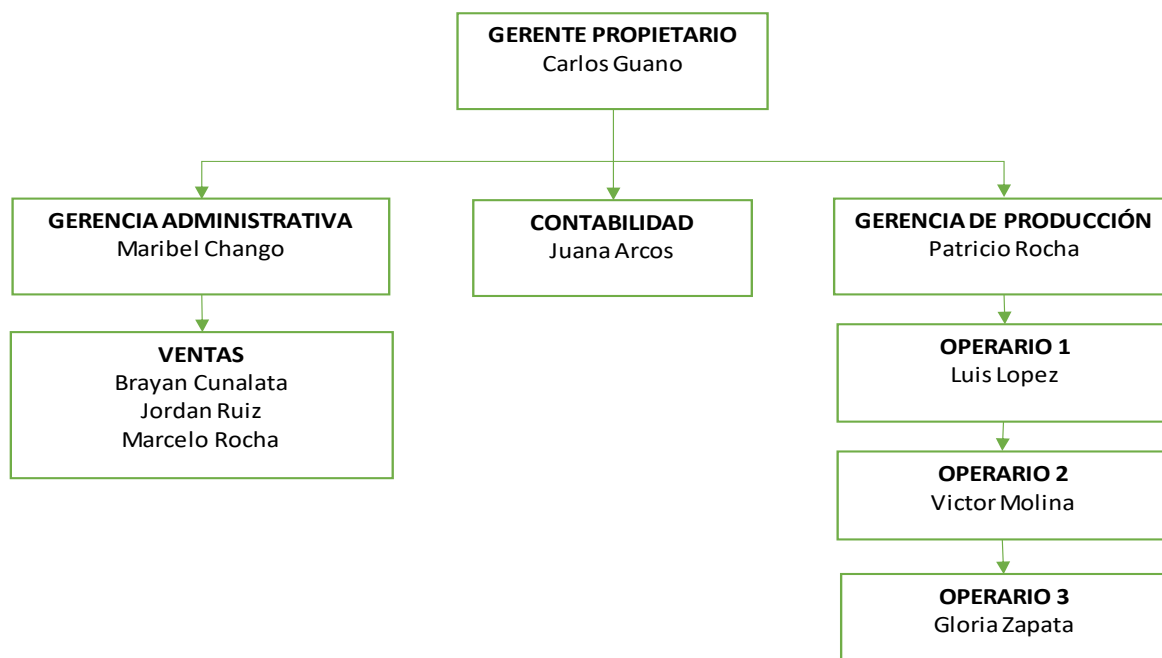 GERENTE PROPIETARIO
Carlos Guano
GERENCIA ADMINISTRATIVA
Maribel Chango
CONTABILIDAD
Juana Arcos
GERENCIA DE PRODUCCIÓN
Patricio Rocha
VENTAS
Brayan Cunalata
Jordan Ruiz
Marcelo Rocha
OPERARIO 1
Luis Lopez
OPERARIO 2
Victor Molina
OPERARIO 3
Gloria Zapata